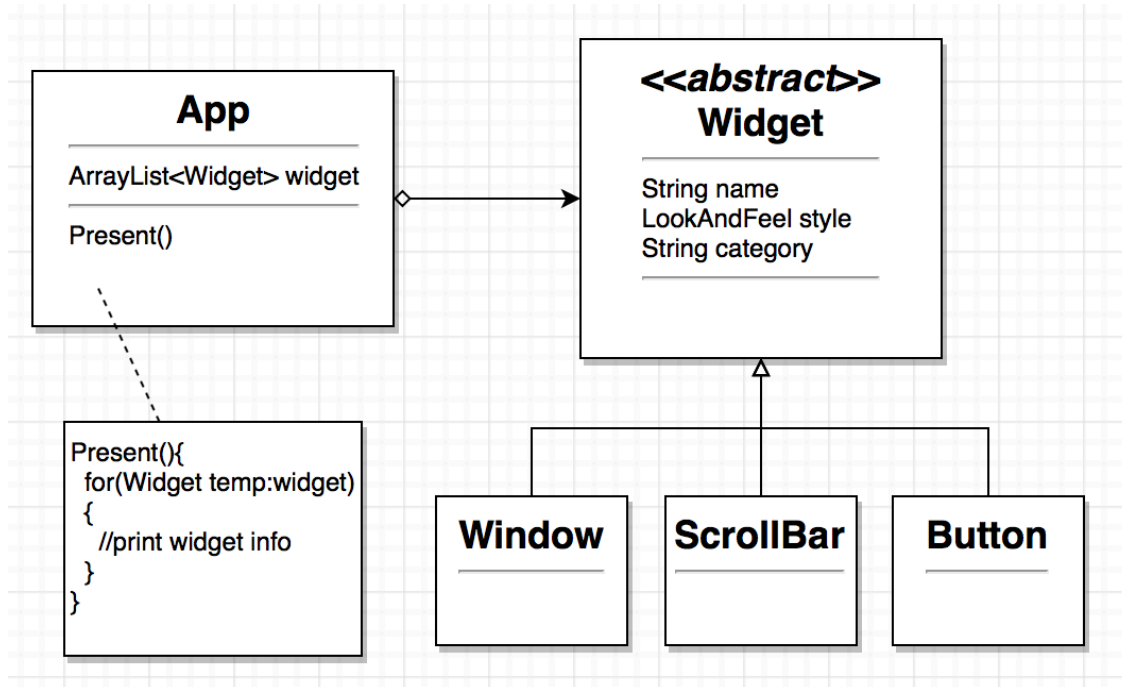 App
ArrayList<Widget> widget
Present()
<<abstract>>
Widget
String name
LookAndFeel style
String category
Present(){
for(Widget temp:widget)
{
//print widget info
}
}
Window
ScrollBar
Button